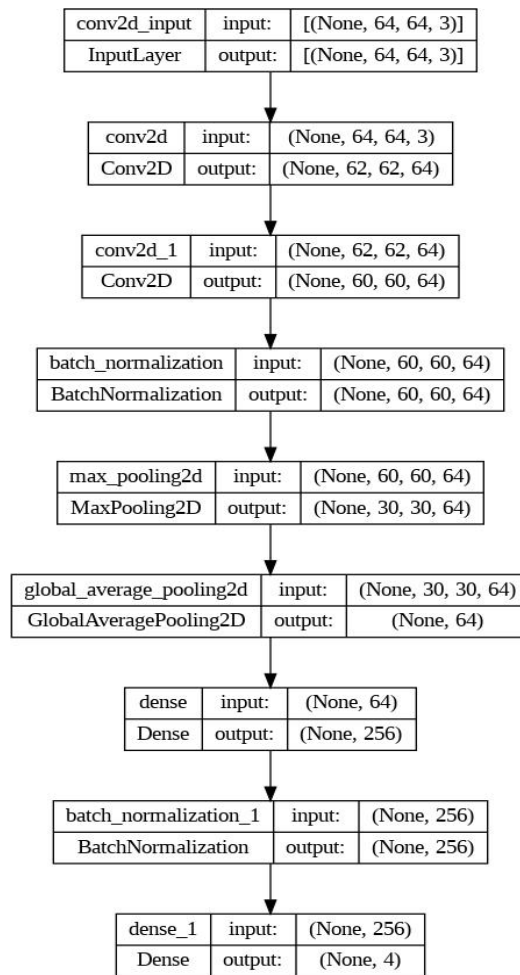 conv2d_input input: [(None, 64, 64, 3)]
InputLayer output: [(None, 64, 64, 3)]
conv2d input: (None, 64, 64, 3)
Conv2D output: (None, 62, 62, 64)
conv2d_1 input: (None, 62, 62, 64)
Conv2D output: (None, 60, 60, 64)
batch_normalization input: (None, 60, 60, 64)
BatchNormalization output: (None, 60, 60, 64)
max_pooling2d input: (None, 60, 60, 64)
MaxPooling2D output: (None, 30, 30, 64)
global_average_pooling2d input: (None, 30, 30, 64)
GlobalAveragePooling2D output: (None, 64)
dense input: (None, 64)
Dense output: (None, 256)
batch_normalization_1 input: (None, 256)
BatchNormalization output: (None, 256)
dense_1 input: (None, 256)
Dense output: (None, 4)